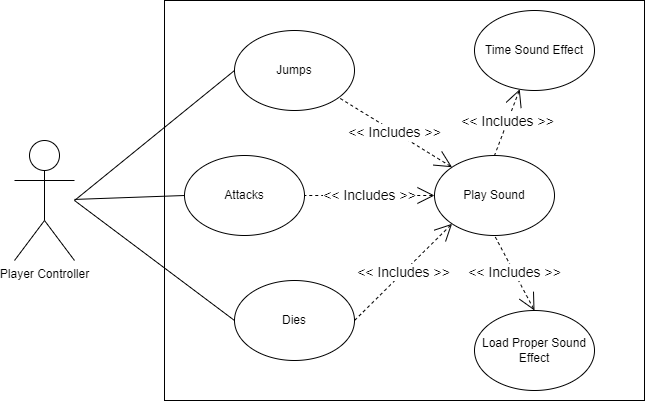 Time Sound Effect
Jumps
<< Includes >>
<< Includes >>
Attacks
<< Includes >>
Play Sound
Player Controller
<< Includes >>
<< Includes >>
Dies
Load Proper Sound
Effect